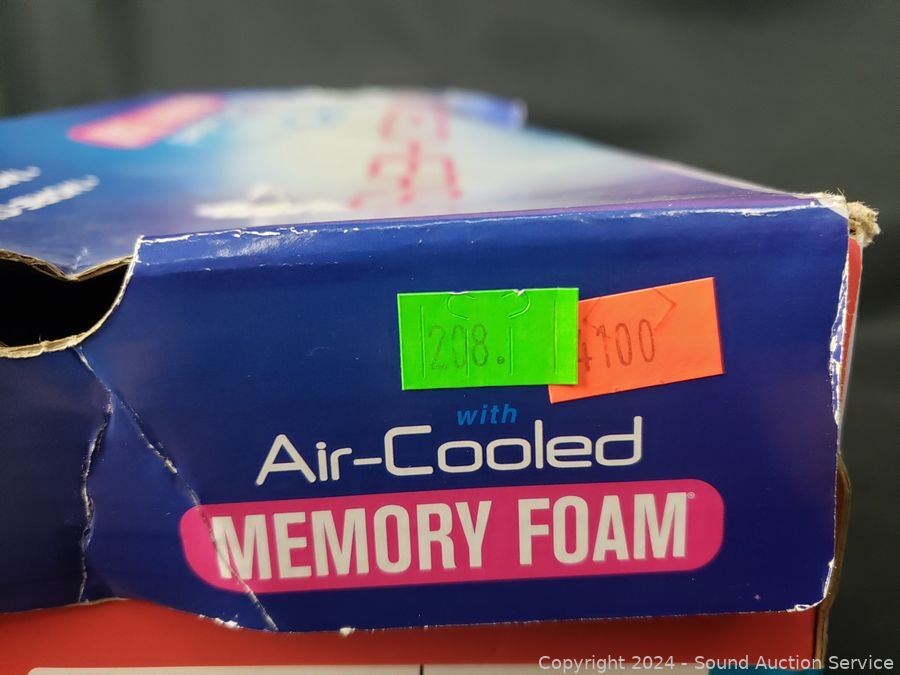 208.
4100
with
Air-Cooled
MEMORY FOAM®
Copyright 2024 - Sound Auction Service